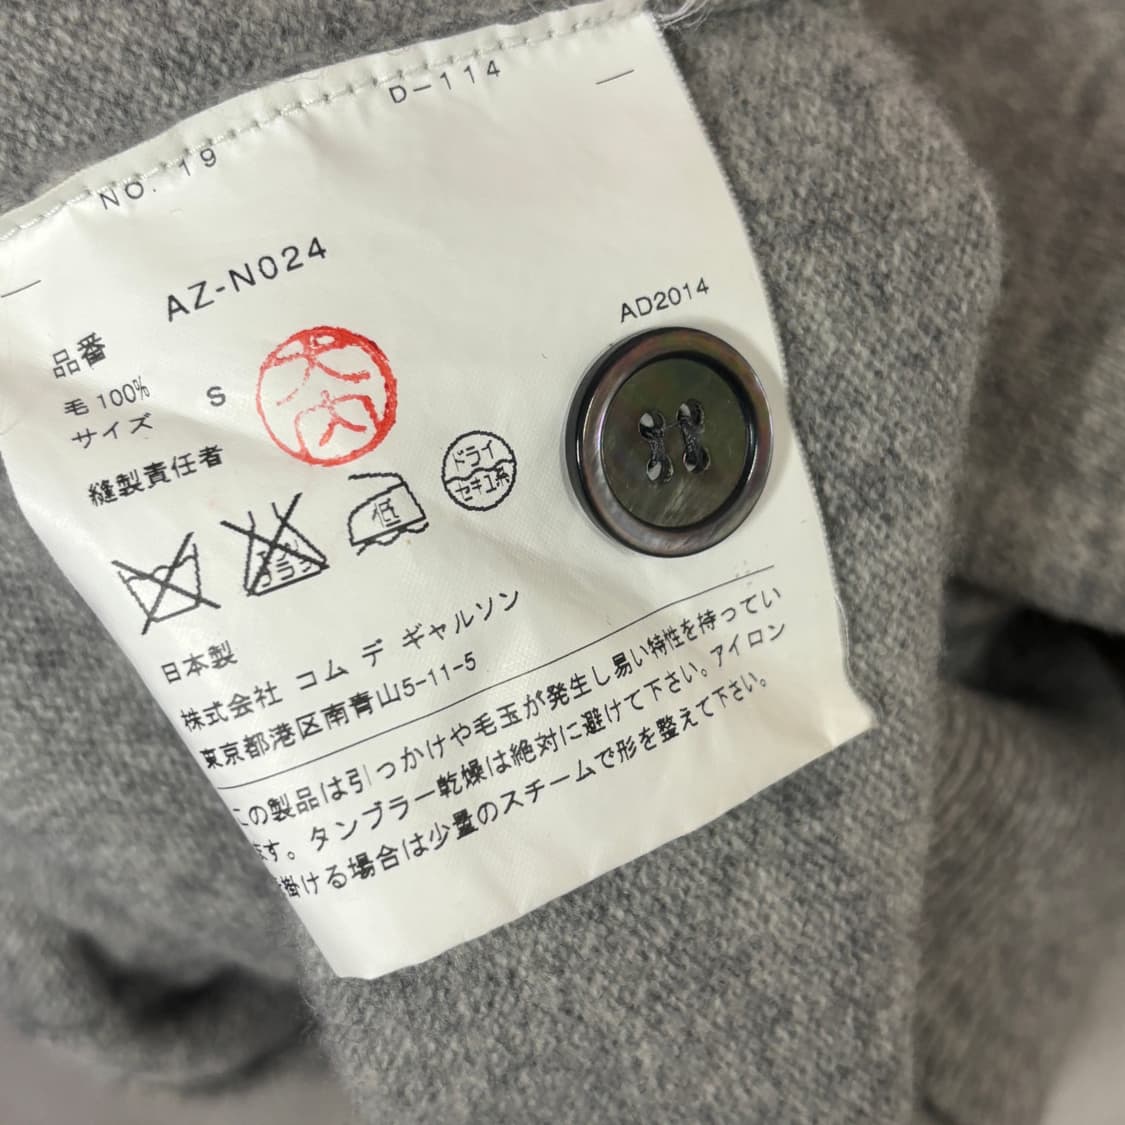 NO. 19 D-114
AZ-N024
AD2014
品番
毛 100%
サイズ S
縫製責任者 大内
フラシ
低
ドライ
セキユ系
日本製
株式会社 コム デ ギャルソン
東京都港区南青山5-11-5
この製品は引っかけや毛玉が発生し易い特性を持ってい
ます。タンブラー乾燥は絶対に避けて下さい。アイロン
掛ける場合は少量のスチームで形を整えて下さい。